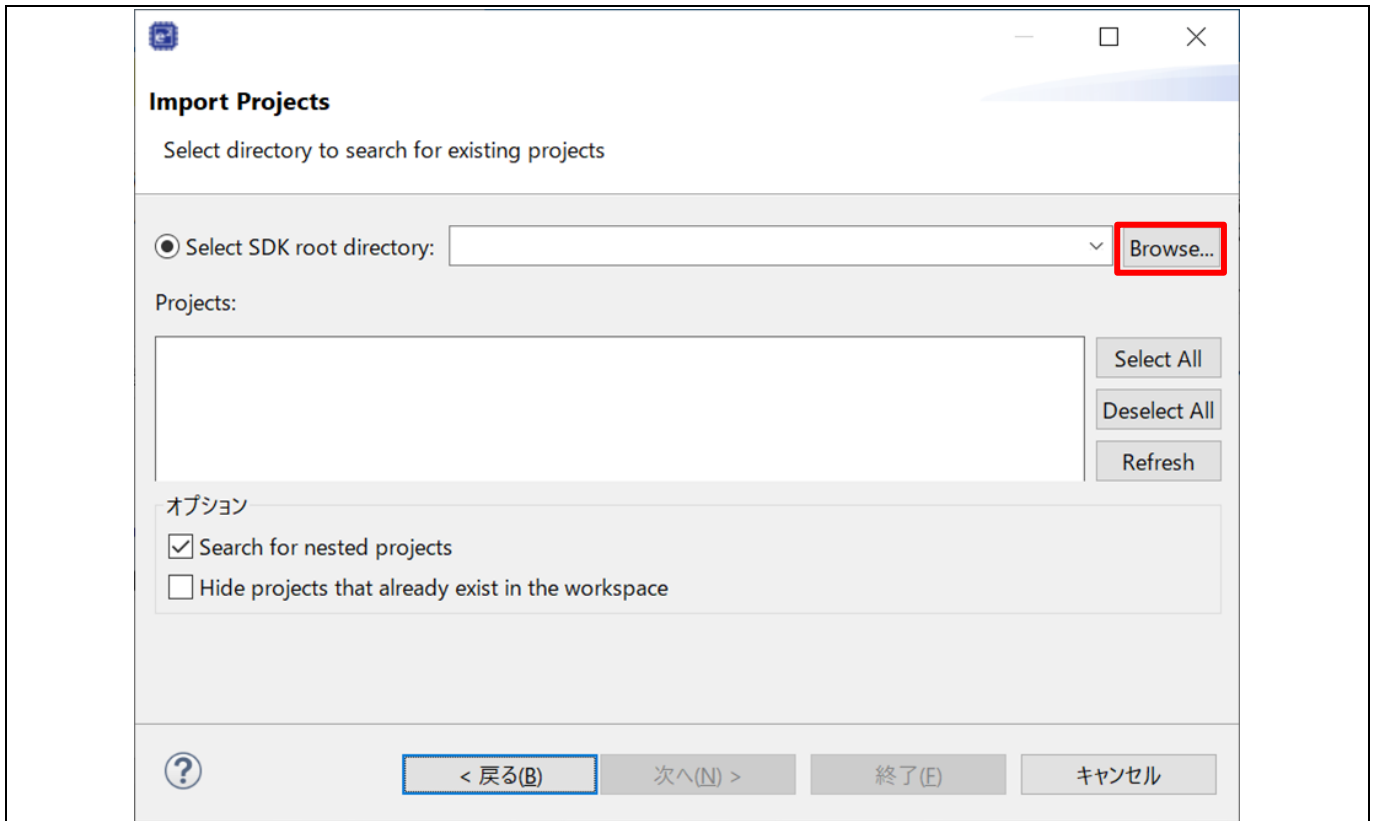 Import Projects
Select directory to search for existing projects
Select SDK root directory:
Browse...
Projects:
Select All
Deselect All
Refresh
オプション
Search for nested projects
Hide projects that already exist in the workspace
?
< 戻る(B)
次へ(N) >
終了(F)
キャンセル